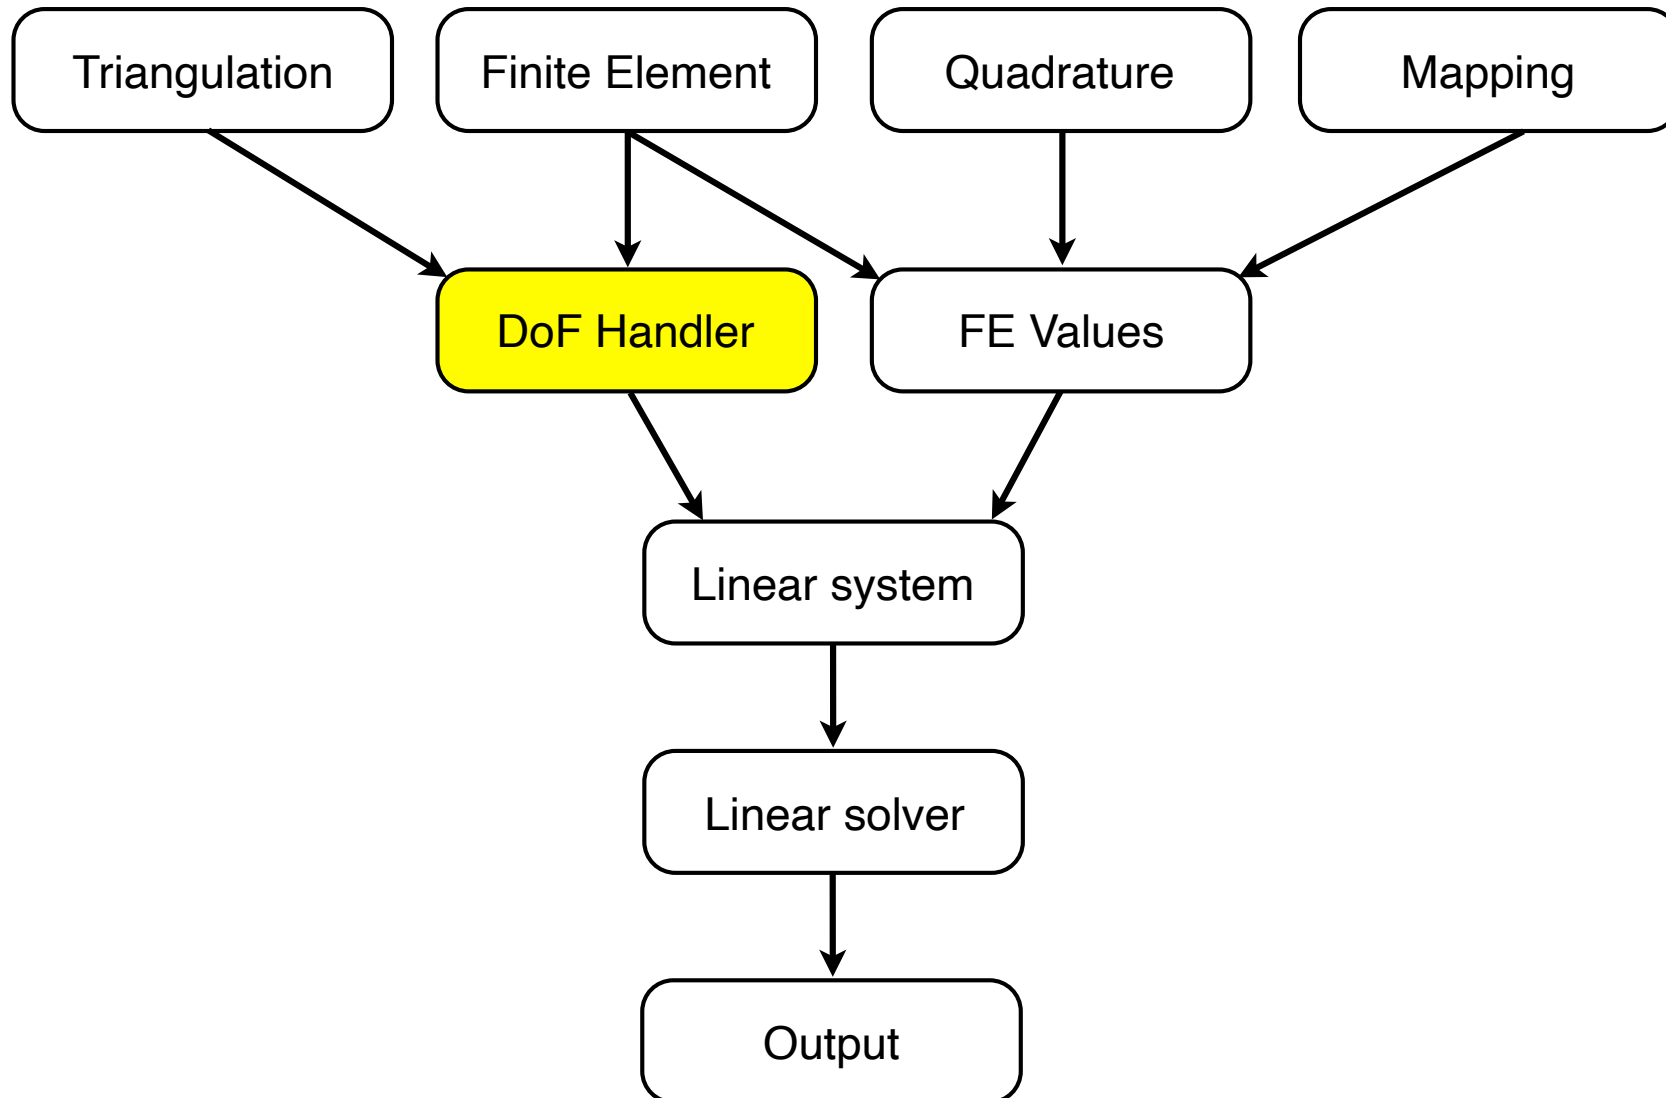 Triangulation
Finite Element
Quadrature
Mapping
DoF Handler
FE Values
Linear system
Linear solver
Output